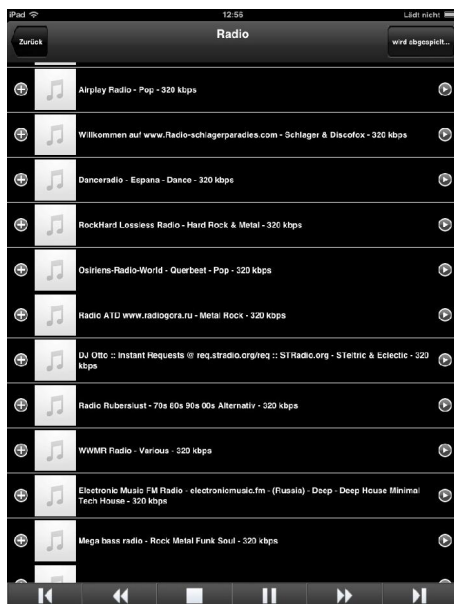 iPad 12:56 Lädt nicht
Zurück Radio wird abgespielt...
Airplay Radio - Pop - 320 kbps
Willkommen auf www.Radio-schlagerparadies.com - Schlager & Discofox - 320 kbps
Danceradio - Espana - Dance - 320 kbps
RockHard Lossless Radio - Hard Rock & Metal - 320 kbps
Osiriens-Radio-World - Querbeet - Pop - 320 kbps
Radio ATD www.radiogora.ru - Metal Rock - 320 kbps
DJ Otto :: Instant Requests @ req.stradio.org/req :: STRadio.org - STeltric & Eclectic - 320
kbps
Radio Ruberslust - 70s 80s 90s 00s Alternativ - 320 kbps
WWMR Radio - Various - 320 kbps
Electronic Music FM Radio - electronicmusic.fm - (Russia) - Deep - Deep House Minimal
Tech House - 320 kbps
Mega bass radio - Rock Metal Funk Soul - 320 kbps